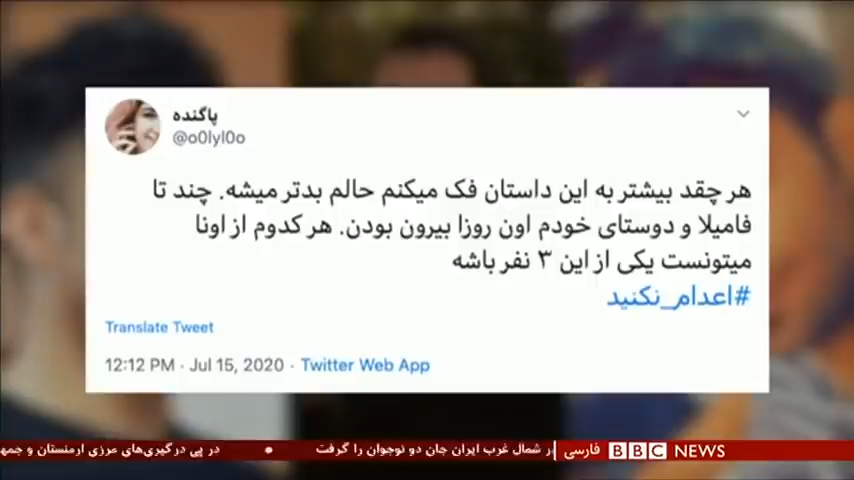 پاگنده
@o0lyl0o
هر چقد بیشتر به این داستان فک میکنم حالم بدتر میشه. چند تا
فامیلا و دوستای خودم اون روزا بیرون بودن. هر کدوم از اونا
میتونست یکی از این ۳ نفر باشه
#اعدام_نکنید
Translate Tweet
12:12 PM · Jul 15, 2020 · Twitter Web App
BBC NEWS فارسی
شمال غرب ایران جان دو نوجوان را گرفت • در پی درگیری‌های مرزی ارمنستان و